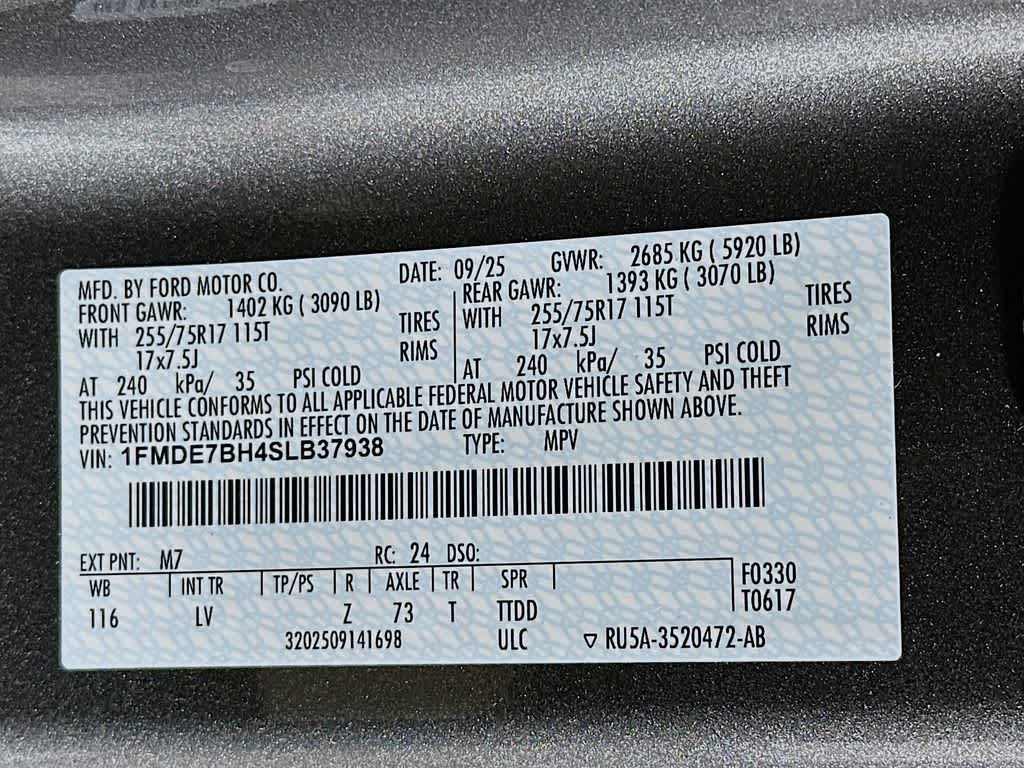 MFD. BY FORD MOTOR CO. DATE: 09/25 GVWR: 2685 KG ( 5920 LB)
FRONT GAWR: 1402 KG ( 3090 LB) REAR GAWR: 1393 KG ( 3070 LB)
WITH 255/75R17 115T TIRES WITH 255/75R17 115T TIRES
17x7.5J RIMS 17x7.5J RIMS
AT 240 kPa/ 35 PSI COLD AT 240 kPa/ 35 PSI COLD
THIS VEHICLE CONFORMS TO ALL APPLICABLE FEDERAL MOTOR VEHICLE SAFETY AND THEFT
PREVENTION STANDARDS IN EFFECT ON THE DATE OF MANUFACTURE SHOWN ABOVE.
VIN: 1FMDE7BH4SLB37938 TYPE: MPV
EXT PNT: M7 RC: 24 DSO:
WB INT TR TP/PS R AXLE TR SPR F0330
116 LV Z 73 T TTDD T0617
3202509141698 ULC ▽ RU5A-3520472-AB